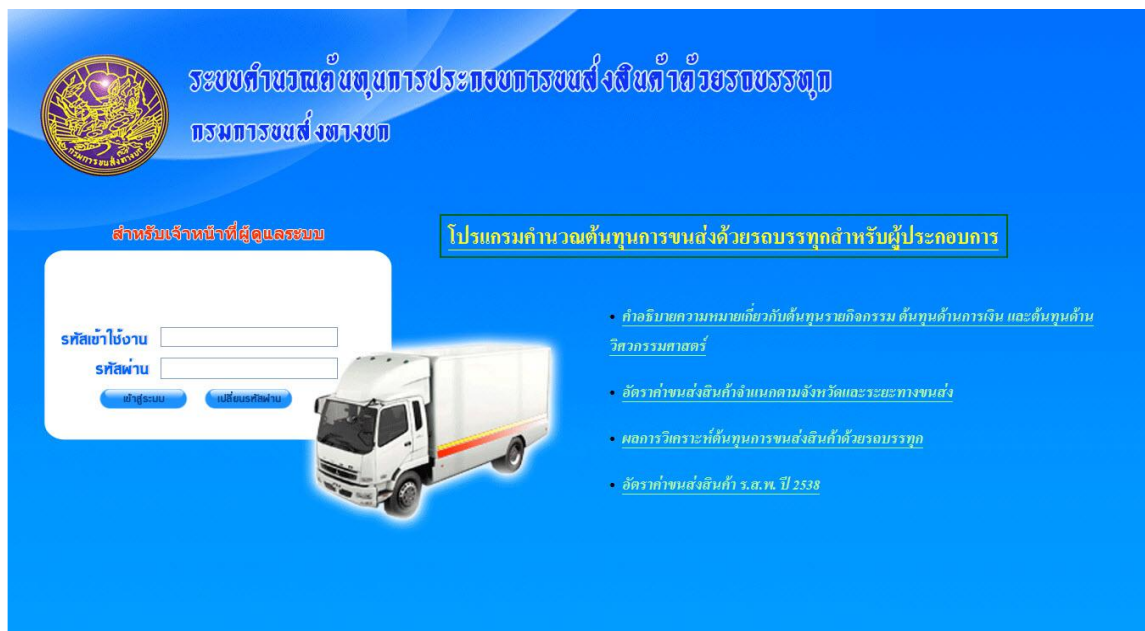 ระบบคำนวณต้นทุนการประกอบการขนส่งสินค้าด้วยรถบรรทุก
กรมการขนส่งทางบก
กรมการขนส่งทางบก
สำหรับเจ้าหน้าที่ผู้ดูแลระบบ
รหัสเข้าใช้งาน
รหัสผ่าน
เข้าสู่ระบบ เปลี่ยนรหัสผ่าน
โปรแกรมคำนวณต้นทุนการขนส่งด้วยรถบรรทุกสำหรับผู้ประกอบการ
• คำอธิบายความหมายเกี่ยวกับต้นทุนรายกิจกรรม ต้นทุนด้านการเงิน และต้นทุนด้าน
วิศวกรรมศาสตร์
• อัตราค่าขนส่งสินค้าจำแนกตามจังหวัดและระยะทางขนส่ง
• ผลการวิเคราะห์ต้นทุนการขนส่งสินค้าด้วยรถบรรทุก
• อัตราค่าขนส่งสินค้า ร.ส.พ. ปี 2538